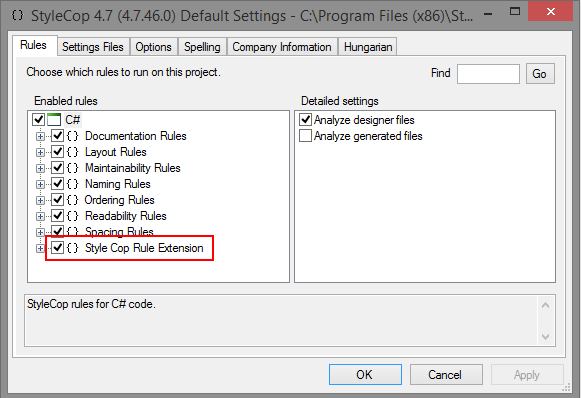 StyleCop 4.7 (4.7.46.0) Default Settings - C:\Program Files (x86)\St...
Rules Settings Files Options Spelling Company Information Hungarian
Choose which rules to run on this project. Find Go
Enabled rules Detailed settings
C# Analyze designer files
{ } Documentation Rules Analyze generated files
{ } Layout Rules
{ } Maintainability Rules
{ } Naming Rules
{ } Ordering Rules
{ } Readability Rules
{ } Spacing Rules
{ } Style Cop Rule Extension
StyleCop rules for C# code.
OK Cancel Apply